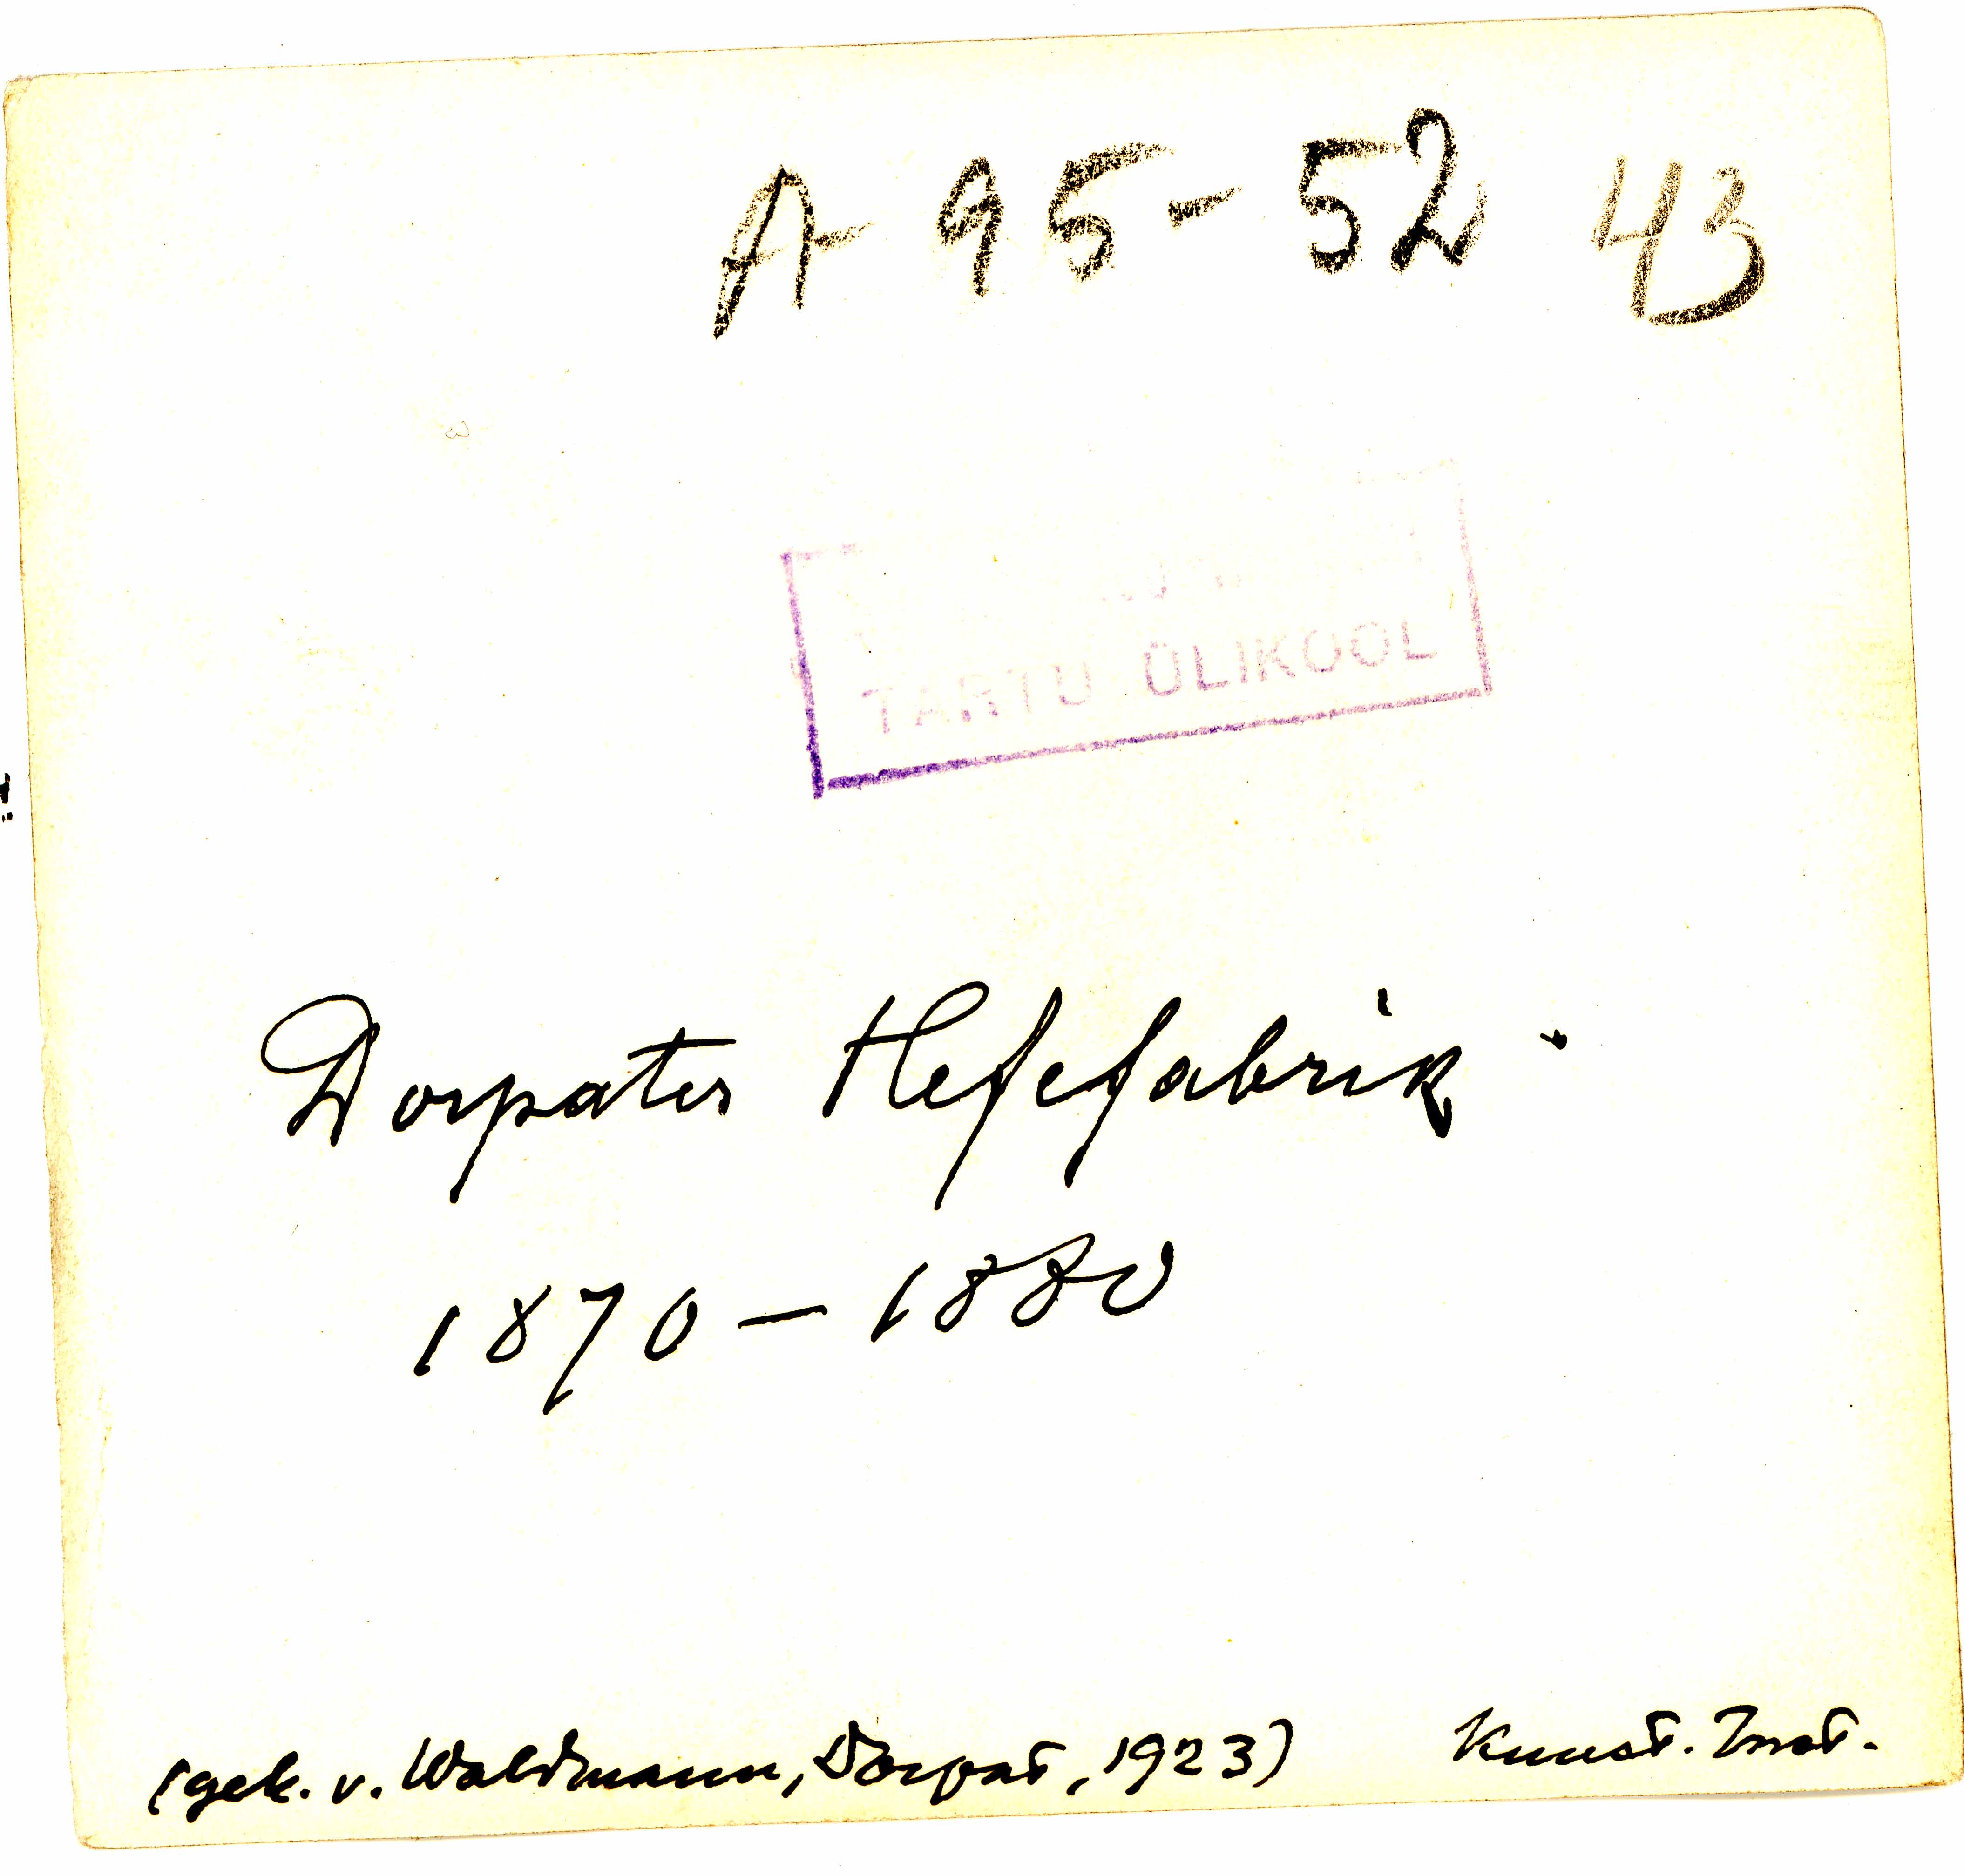 A 95-52 43
TARTU ÜLIKOOL
Dorpater Hefefabrik
1870-1880
(gek. v. Waldmann, Dorpat, 1923) Kunst. Inst.